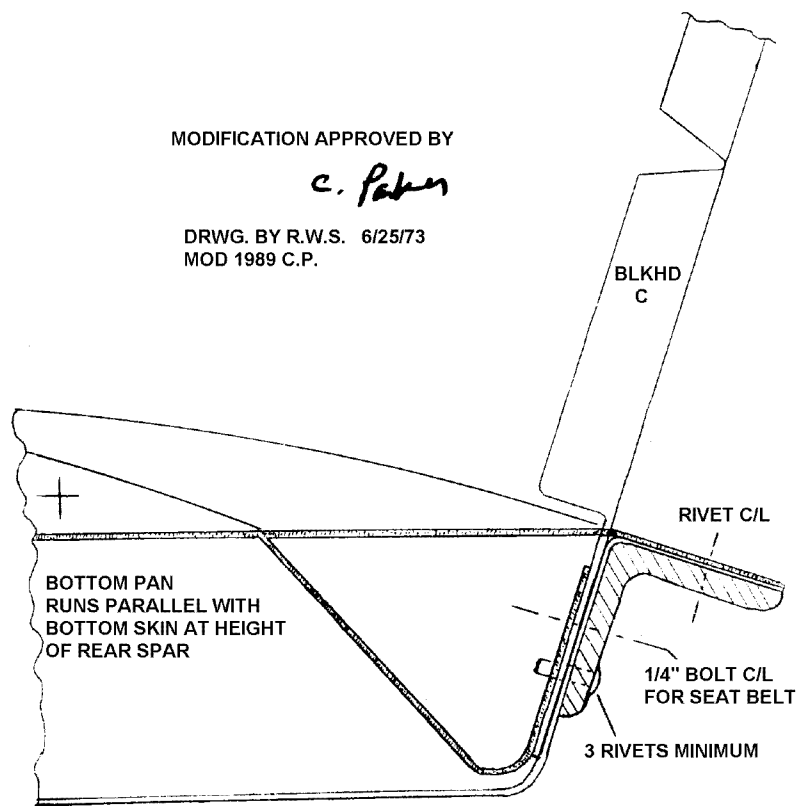 MODIFICATION APPROVED BY
C.
DRWG. BY R.W.S. 6/25/73
MOD 1989 C.P.
BLKHD
C
RIVET C/L
BOTTOM PAN
RUNS PARALLEL WITH
BOTTOM SKIN AT HEIGHT
OF REAR SPAR
1/4" BOLT C/L
FOR SEAT BELT
3 RIVETS MINIMUM